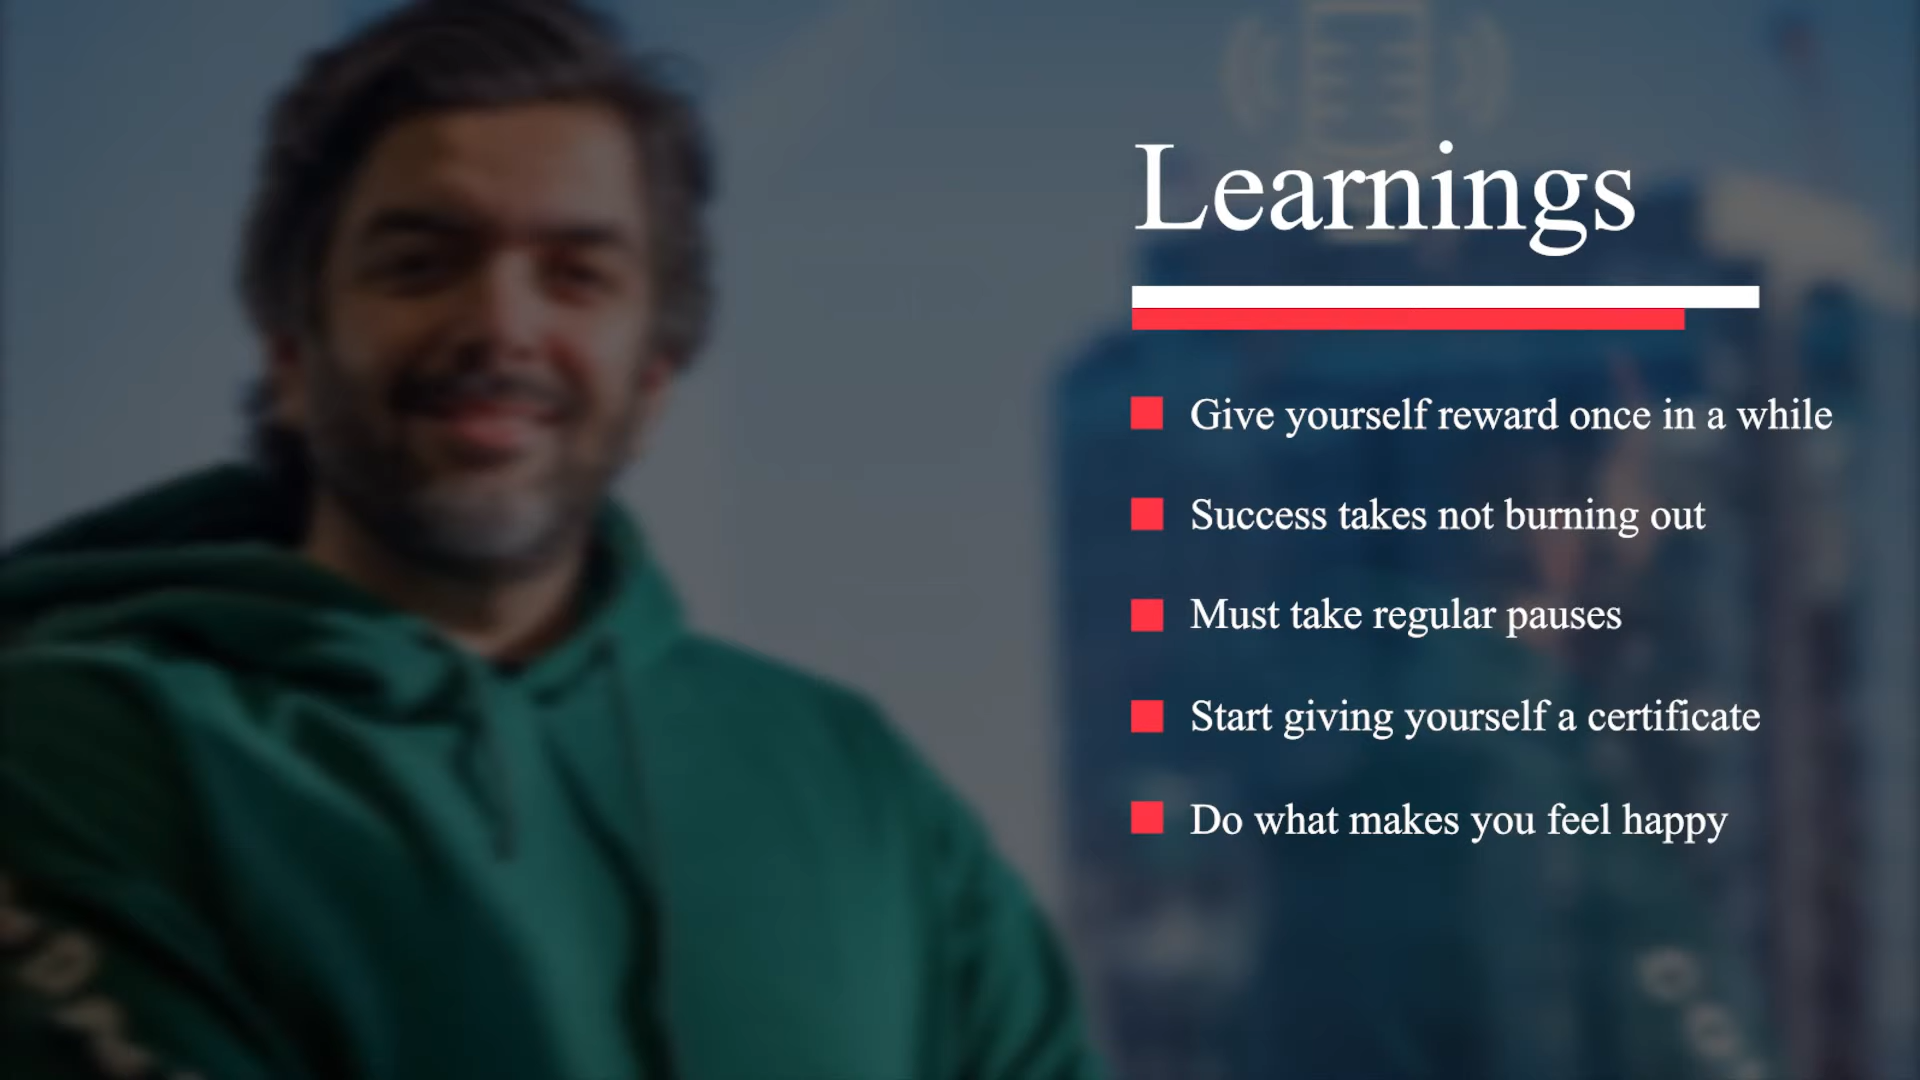 Learnings
Give yourself reward once in a while
Success takes not burning out
Must take regular pauses
Start giving yourself a certificate
Do what makes you feel happy